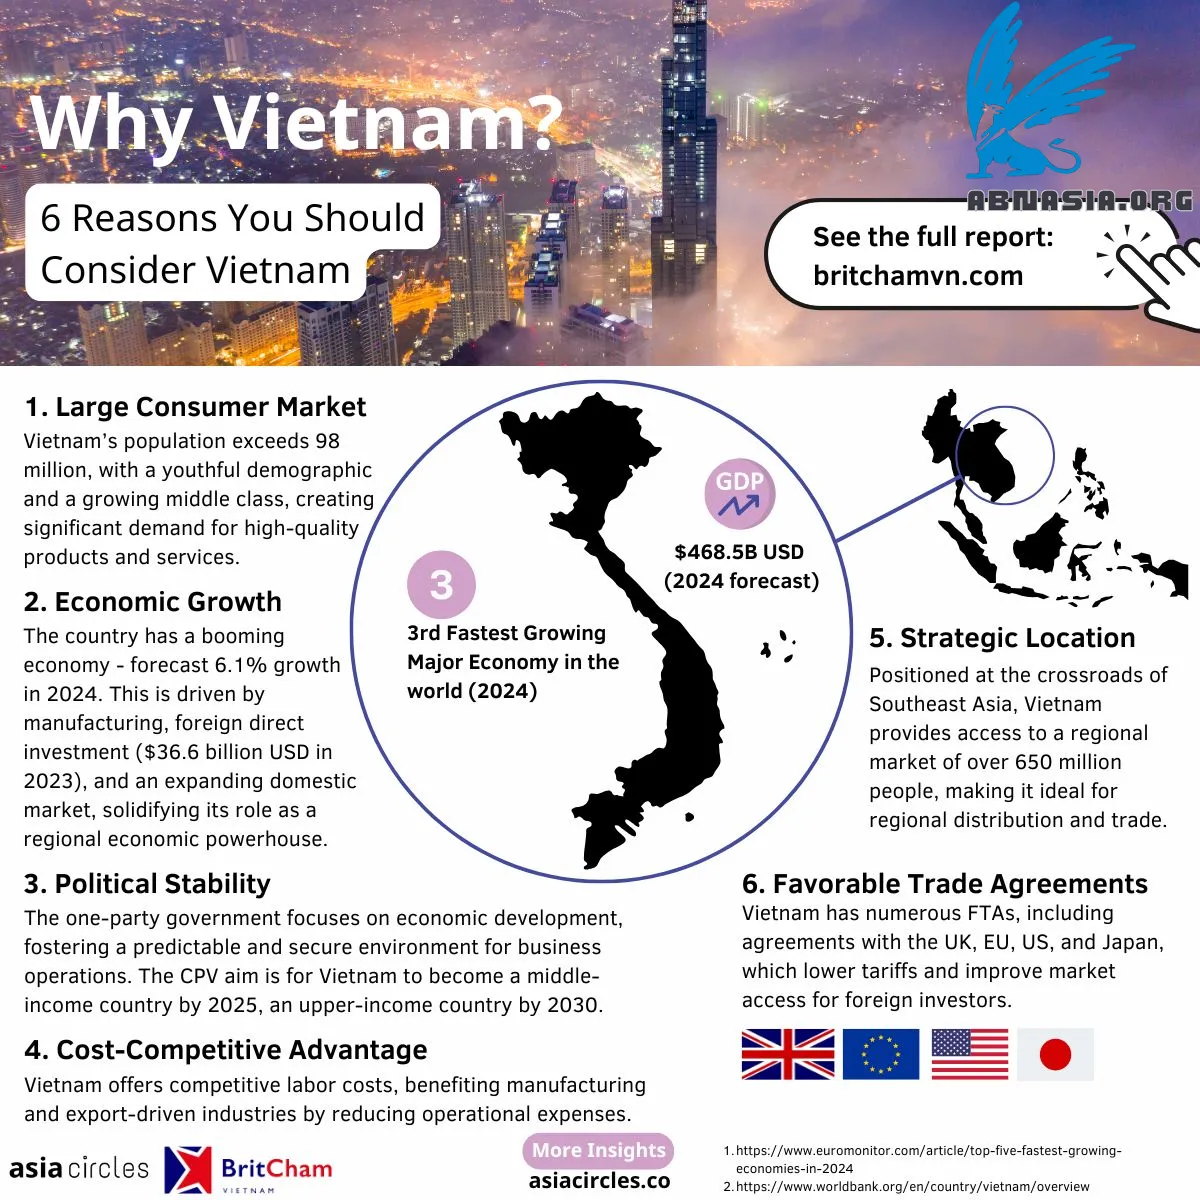 Why Vietnam?
6 Reasons You Should
Consider Vietnam
ABNASIA.ORG
See the full report:
britchamvn.com
1. Large Consumer Market
Vietnam’s population exceeds 98
million, with a youthful demographic
and a growing middle class, creating
significant demand for high-quality
products and services.
2. Economic Growth
The country has a booming
economy - forecast 6.1% growth
in 2024. This is driven by
manufacturing, foreign direct
investment ($36.6 billion USD in
2023), and an expanding domestic
market, solidifying its role as a
regional economic powerhouse.
3
3rd Fastest Growing
Major Economy in the
world (2024)
GDP
$468.5B USD
(2024 forecast)
3. Political Stability
The one-party government focuses on economic development,
fostering a predictable and secure environment for business
operations. The CPV aim is for Vietnam to become a middle-
income country by 2025, an upper-income country by 2030.
4. Cost-Competitive Advantage
Vietnam offers competitive labor costs, benefiting manufacturing
and export-driven industries by reducing operational expenses.
5. Strategic Location
Positioned at the crossroads of
Southeast Asia, Vietnam
provides access to a regional
market of over 650 million
people, making it ideal for
regional distribution and trade.
6. Favorable Trade Agreements
Vietnam has numerous FTAs, including
agreements with the UK, EU, US, and Japan,
which lower tariffs and improve market
access for foreign investors.
asia circles
BritCham
VIETNAM
More Insights
asiacircles.co
1. https://www.euromonitor.com/article/top-five-fastest-growing-
economies-in-2024
2. https://www.worldbank.org/en/country/vietnam/overview